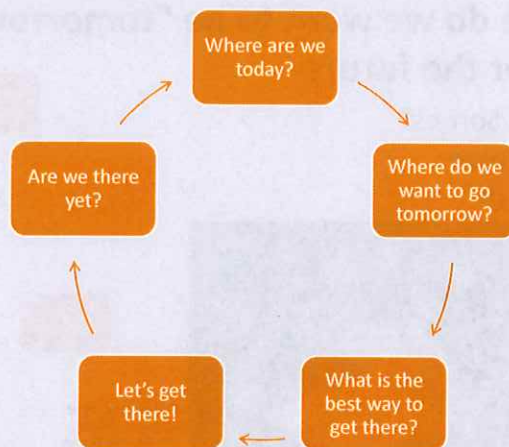 Where are we
today?
Where do we
want to go
tomorrow?
What is the
best way to
get there?
Let's get
there!
Are we there
yet?